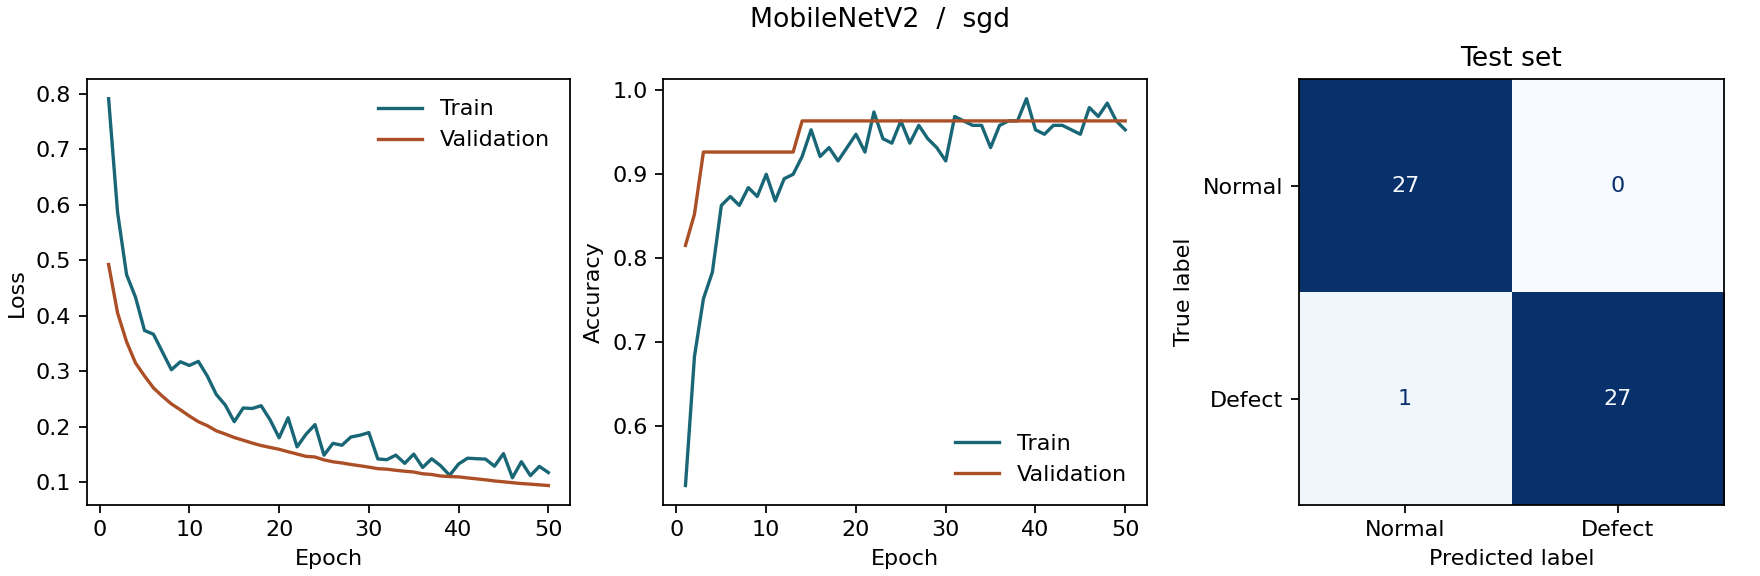 MobileNetV2 / sgd
Loss
0.8
0.7
0.6
0.5
0.4
0.3
0.2
0.1
Train
Validation
0 10 20 30 40 50
Epoch
Accuracy
1.0
0.9
0.8
0.7
0.6
Train
Validation
0 10 20 30 40 50
Epoch
Test set
True label
Normal
Defect
27 0
1 27
Normal Defect
Predicted label